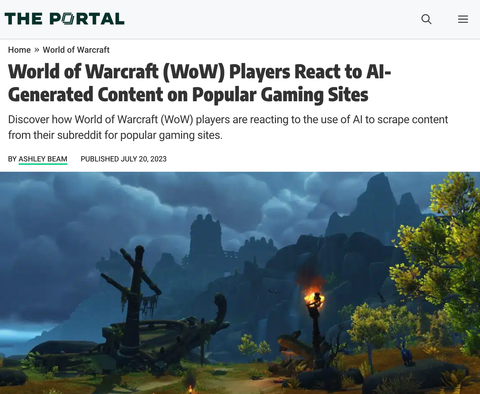 THE PORTAL
Home » World of Warcraft
World of Warcraft (WoW) Players React to AI-
Generated Content on Popular Gaming Sites
Discover how World of Warcraft (WoW) players are reacting to the use of AI to scrape content
from their subreddit for popular gaming sites.
BY ASHLEY BEAM PUBLISHED JULY 20, 2023